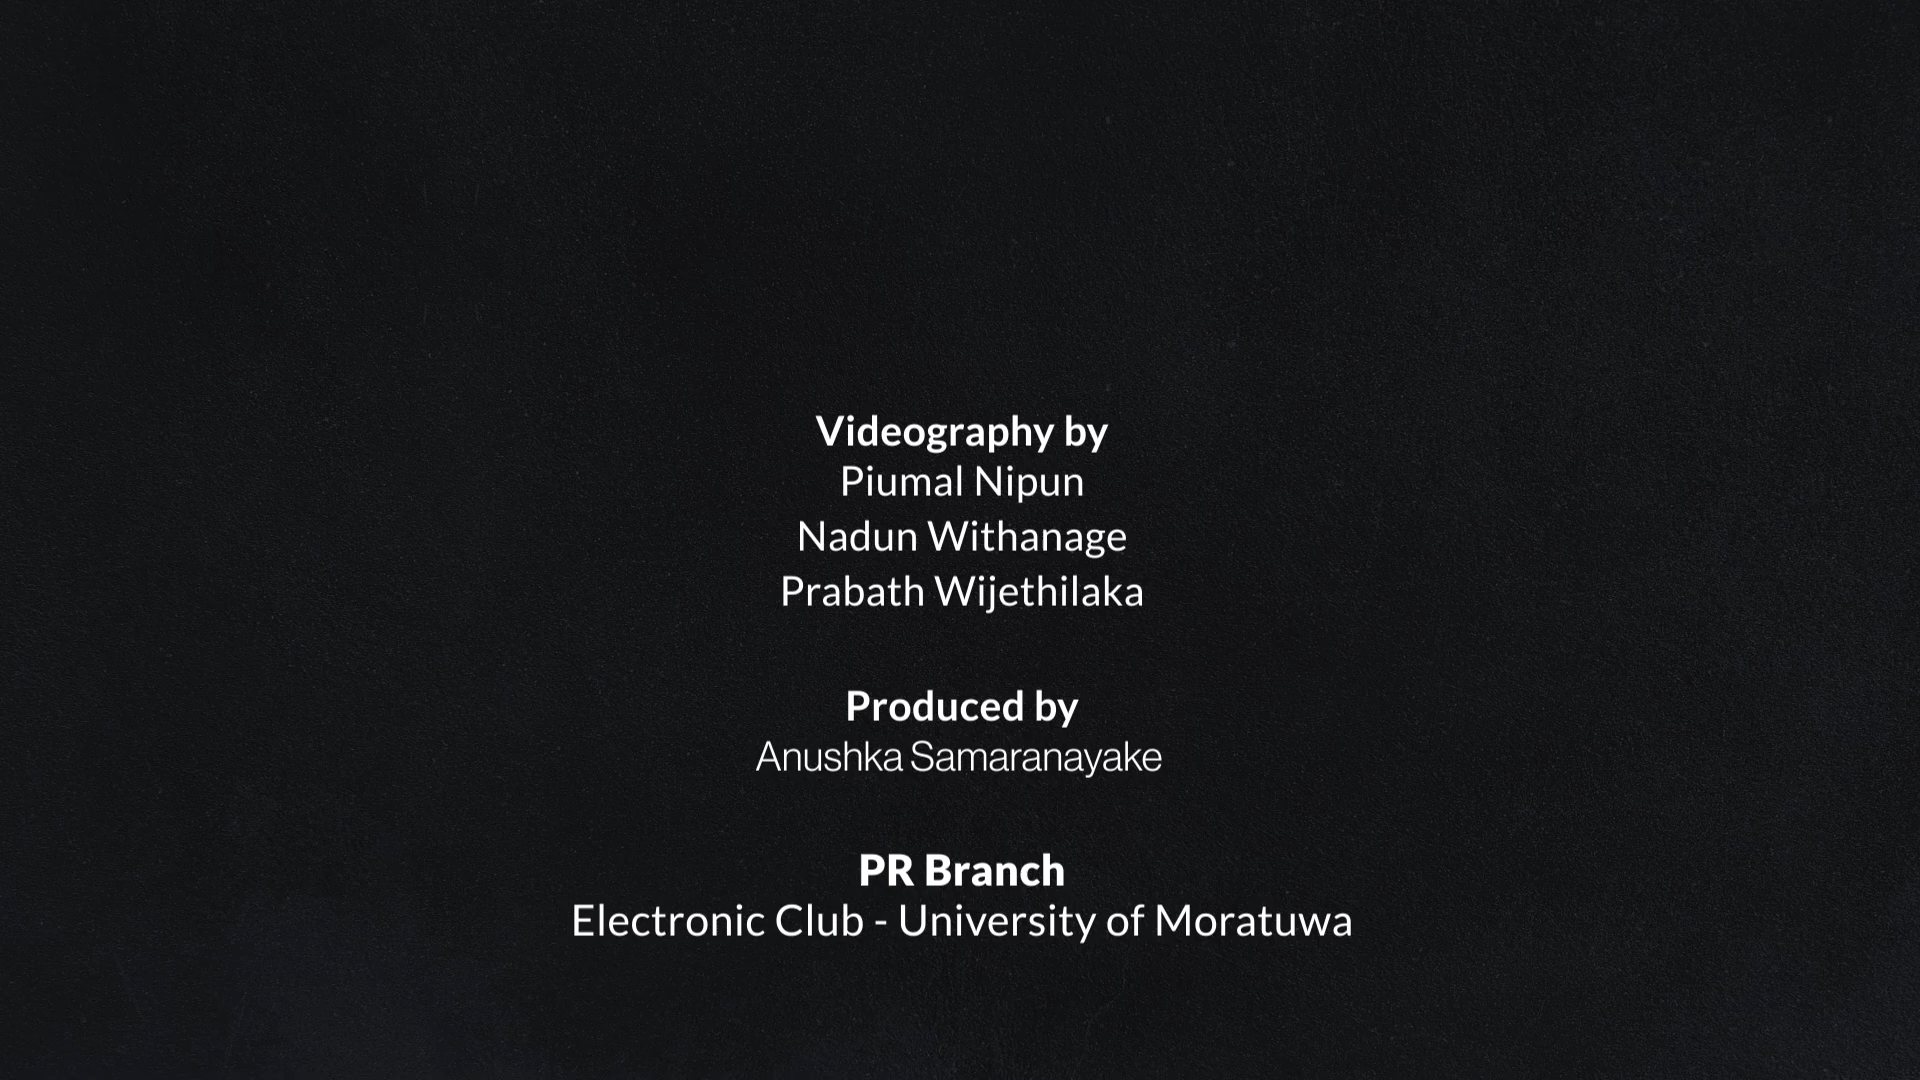 Videography by
Piumal Nipun
Nadun Withanage
Prabath Wijethilaka
Produced by
Anushka Samaranayake
PR Branch
Electronic Club - University of Moratuwa